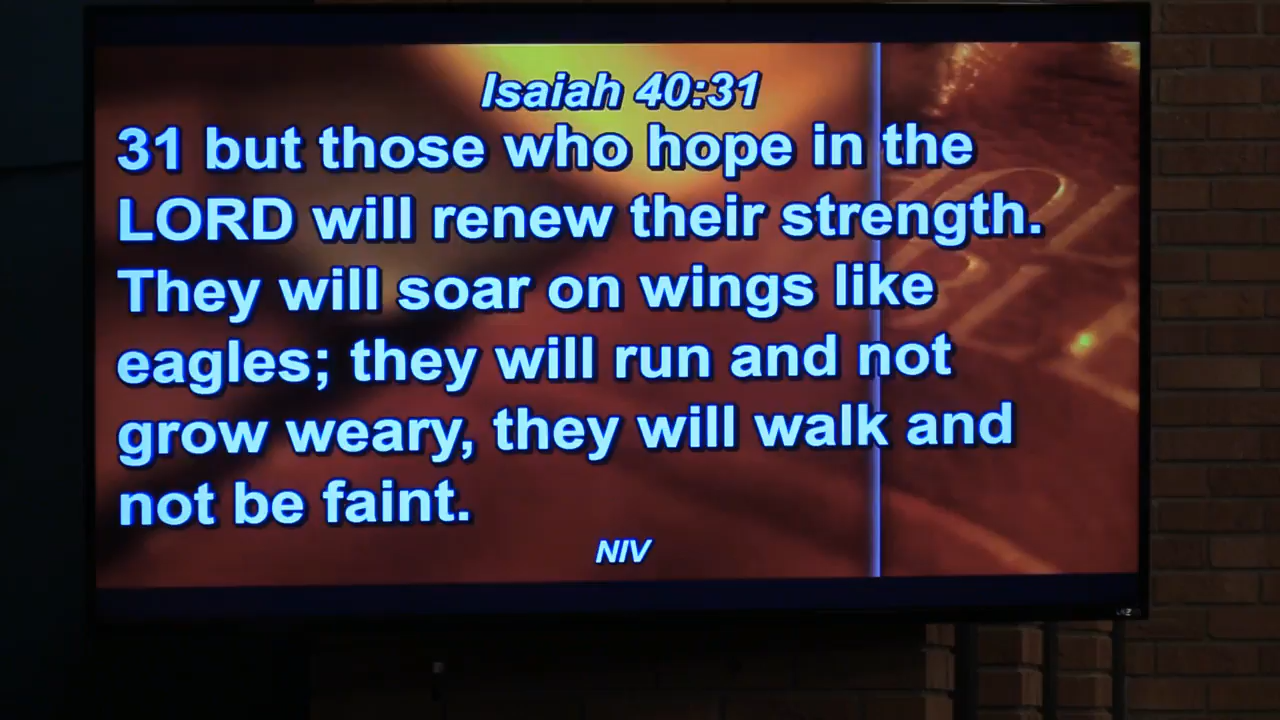 Isaiah 40:31
31 but those who hope in the
LORD will renew their strength.
They will soar on wings like
eagles; they will run and not
grow weary, they will walk and
not be faint.
NIV